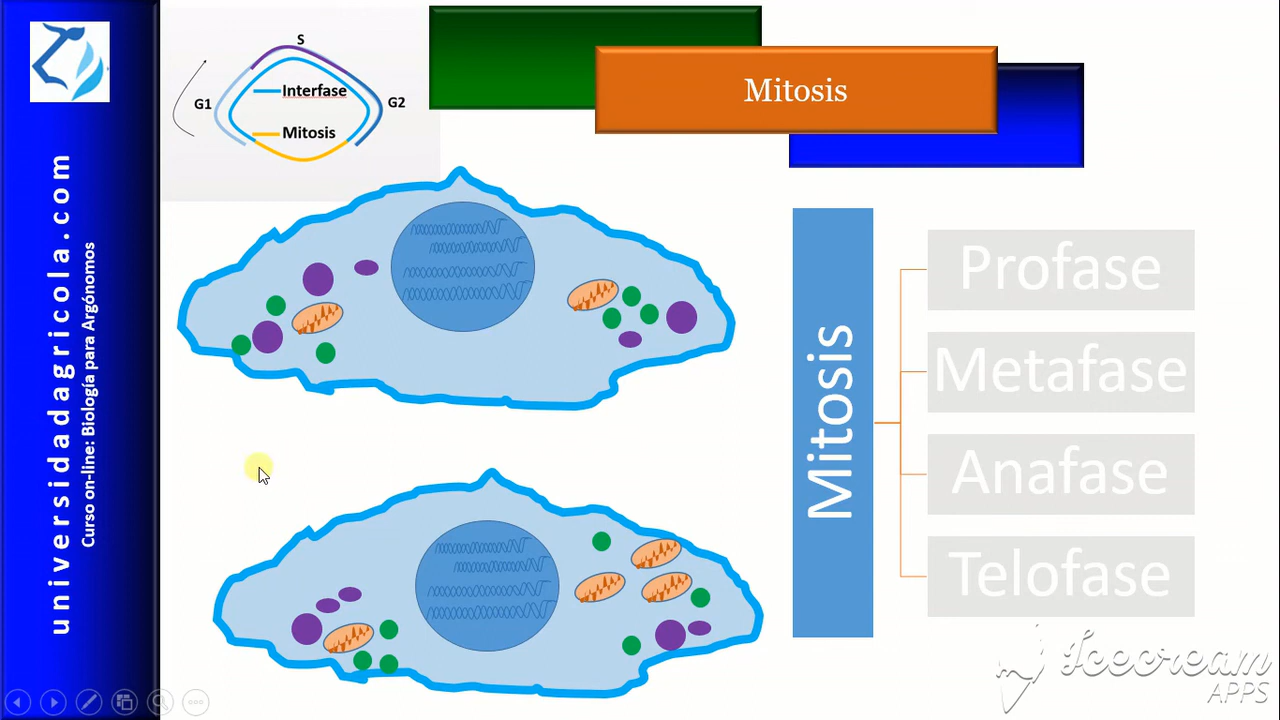 universidadagricola.com
Curso on-line: Biología para Argónomos
S
G1
Interfase
G2
Mitosis
Mitosis
Mitosis
Profase
Metafase
Anafase
Telofase
Icecream
APPS